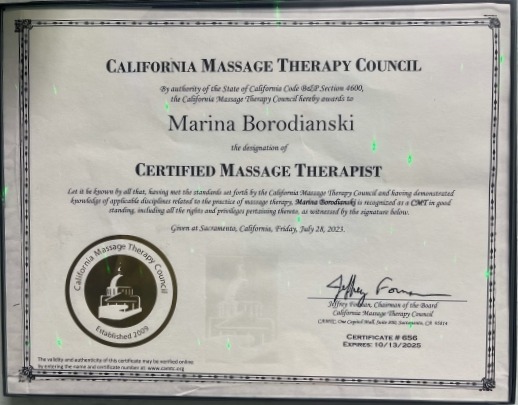 CALIFORNIA MASSAGE THERAPY COUNCIL
By authority of the State of California Code B&P Section 4600,
the California Massage Therapy Council hereby awards to
Marina Borodianski
the designation of
CERTIFIED MASSAGE THERAPIST
Let it be known by all that, having met the standards set forth by the California Massage Therapy Council and having demonstrated
knowledge of applicable disciplines related to the practice of massage therapy, Marina Borodianski is recognized as a CMT in good
standing, including all the rights and privileges pertaining thereto, as witnessed by the signature below.
Given at Sacramento, California, Friday, July 28, 2023.
California Massage Therapy Council
Established 2009
Jeffrey Forman, Chairman of the Board
California Massage Therapy Council
CAMTC, One Capitol Mall, Suite 800, Sacramento, CA 95814
CERTIFICATE # 656
EXPIRES: 10/13/2025
The validity and authenticity of this certificate may be verified online
by entering the name and certificate number at: www.camtc.org